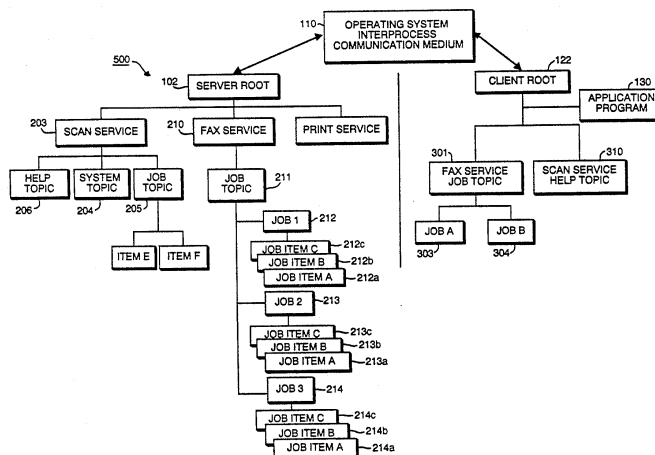 110
OPERATING SYSTEM
INTERPROCESS
COMMUNICATION MEDIUM
500
102
SERVER ROOT
122
CLIENT ROOT
130
APPLICATION
PROGRAM
203
SCAN SERVICE
210
FAX SERVICE
PRINT SERVICE
HELP
TOPIC
206
SYSTEM
TOPIC
204
JOB
TOPIC
205
JOB
TOPIC
211
301
FAX SERVICE
JOB TOPIC
310
SCAN SERVICE
HELP TOPIC
JOB A
303
JOB B
304
ITEM E
ITEM F
JOB 1
212
JOB ITEM C
212c
JOB ITEM B
212b
JOB ITEM A
212a
JOB 2
213
JOB ITEM C
213c
JOB ITEM B
213b
JOB ITEM A
213a
JOB 3
214
JOB ITEM C
214c
JOB ITEM B
214b
JOB ITEM A
214a